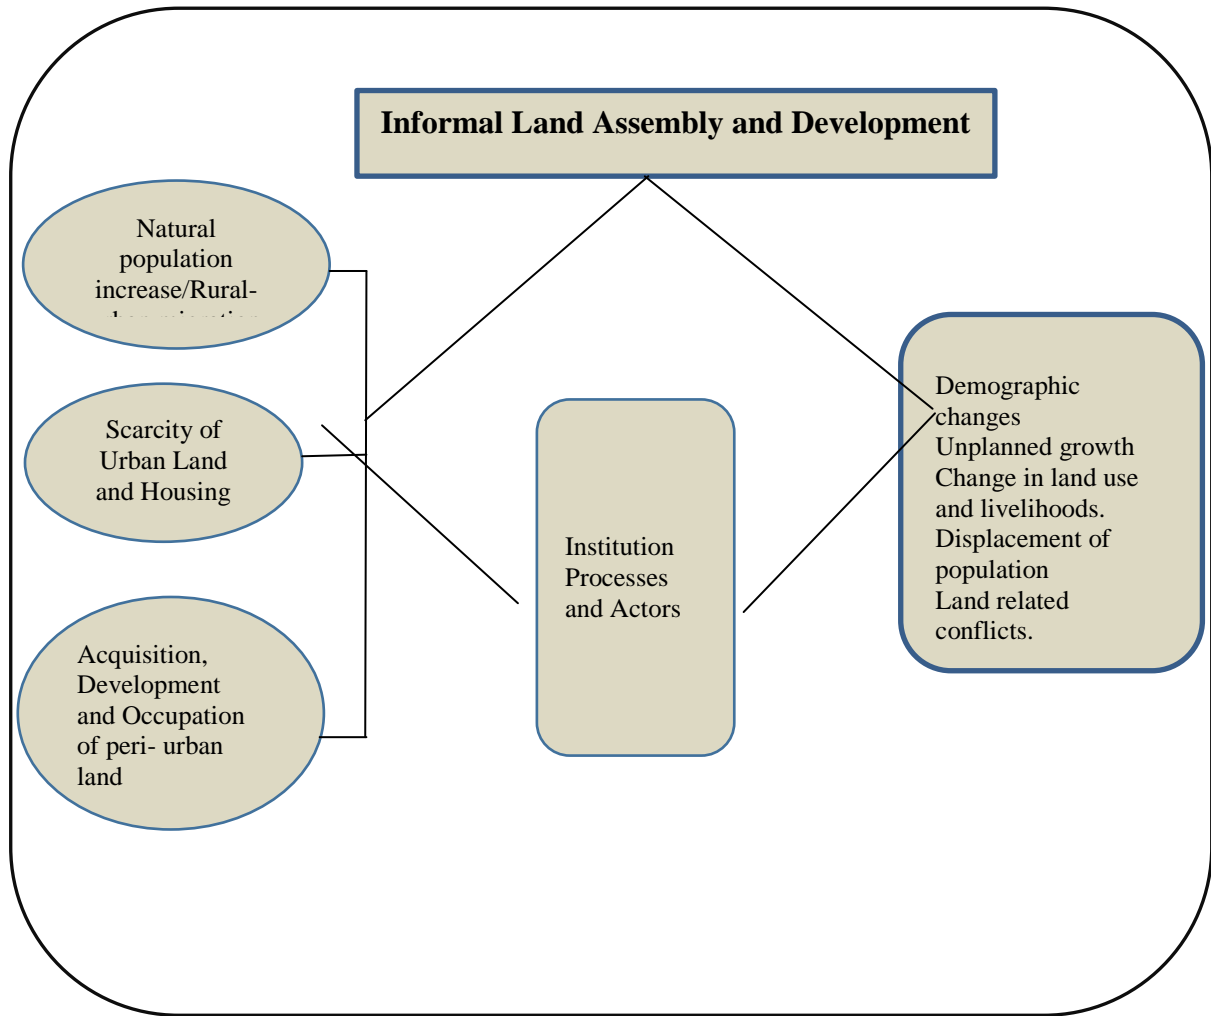 Informal Land Assembly and Development
Natural
population
increase/Rural-
Scarcity of
Urban Land
and Housing
Acquisition,
Development
and Occupation
of peri- urban
land
Institution
Processes
and Actors
Demographic
changes
Unplanned growth
Change in land use
and livelihoods.
Displacement of
population
Land related
conflicts.